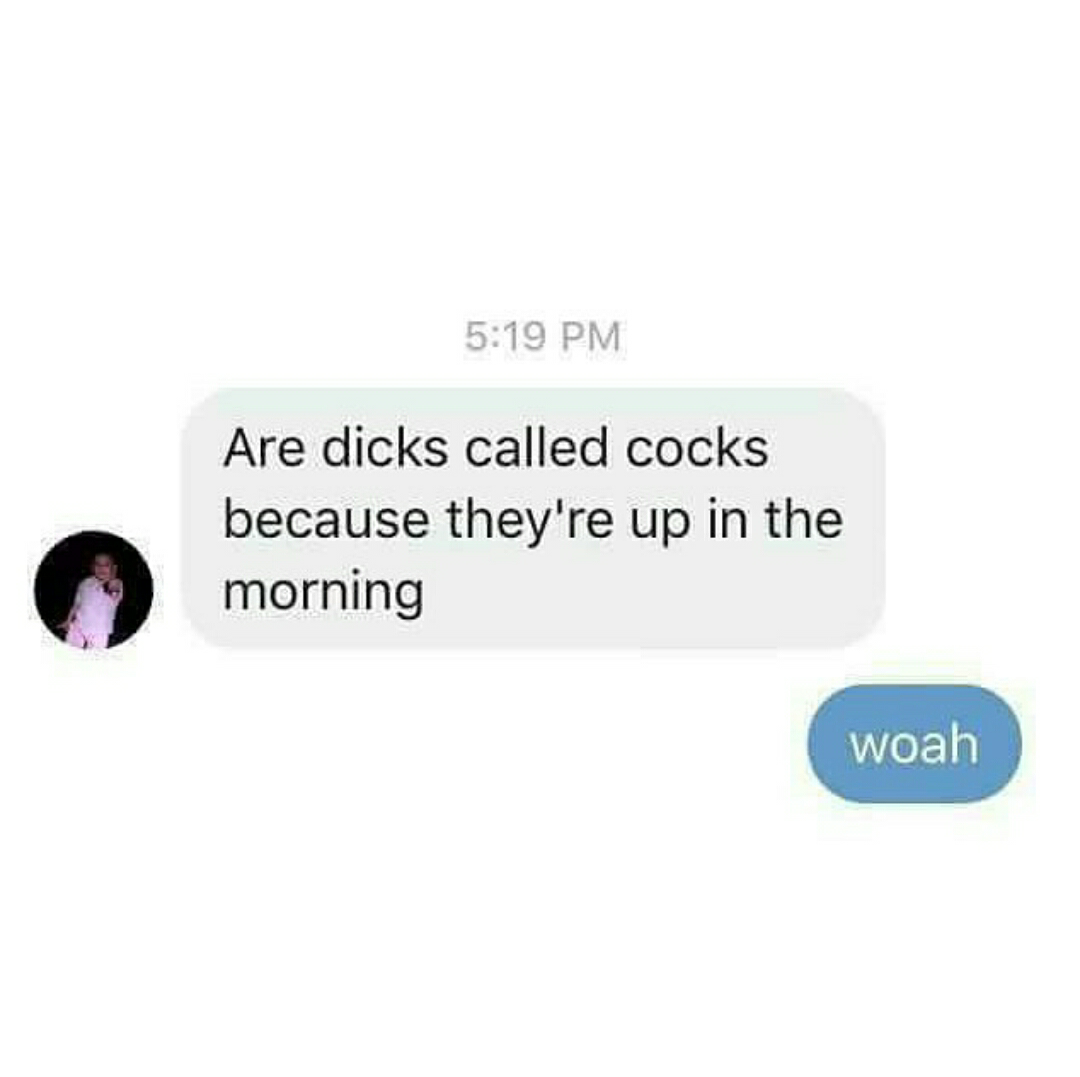 5:19 PM
Are dicks called cocks
because they're up in the
morning
woah